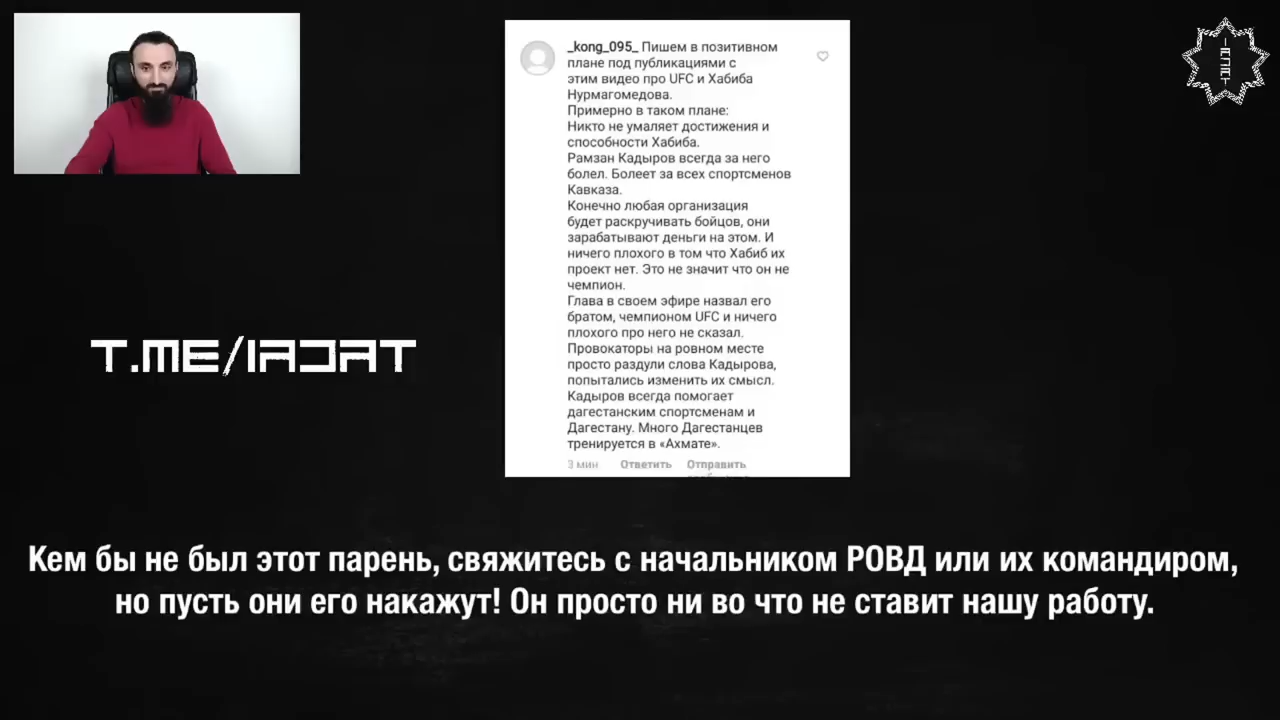 _kong_095_ Пишем в позитивном
плане под публикациями с
этим видео про UFC и Хабиба
Нурмагомедова.
Примерно в таком плане:
Никто не умаляет достижения и
способности Хабиба.
Рамзан Кадыров всегда за него
болел. Болеет за всех спортсменов
Кавказа.
Конечно любая организация
будет раскручивать бойцов, они
зарабатывают деньги на этом. И
ничего плохого в том что Хабиб их
проект нет. Это не значит что он не
чемпион.
Глава в своем эфире назвал его
братом, чемпионом UFC и ничего
плохого про него не сказал.
Провокаторы на ровном месте
просто раздули слова Кадырова,
попытались изменить их смысл.
Кадыров всегда помогает
дагестанским спортсменам и
Дагестану. Много Дагестанцев
тренируется в «Ахмате».
3 мин Ответить Отправить
T.ME/IADAT
Кем бы не был этот парень, свяжитесь с начальником РОВД или их командиром,
но пусть они его накажут! Он просто ни во что не ставит нашу работу.